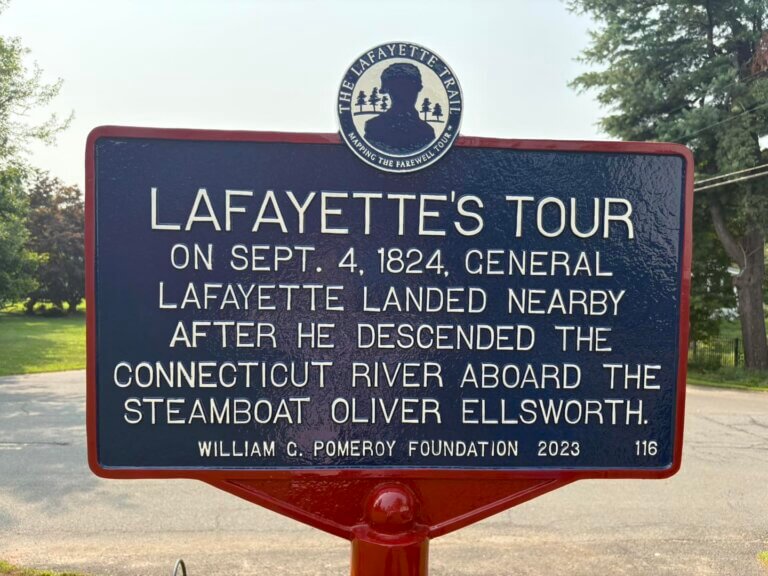 THE LAFAYETTE TRAIL
MAPPING THE FAREWELL TOUR
LAFAYETTE'S TOUR
ON SEPT. 4, 1824, GENERAL
LAFAYETTE LANDED NEARBY
AFTER HE DESCENDED THE
CONNECTICUT RIVER ABOARD THE
STEAMBOAT OLIVER ELLSWORTH.
WILLIAM G. POMEROY FOUNDATION 2023 116